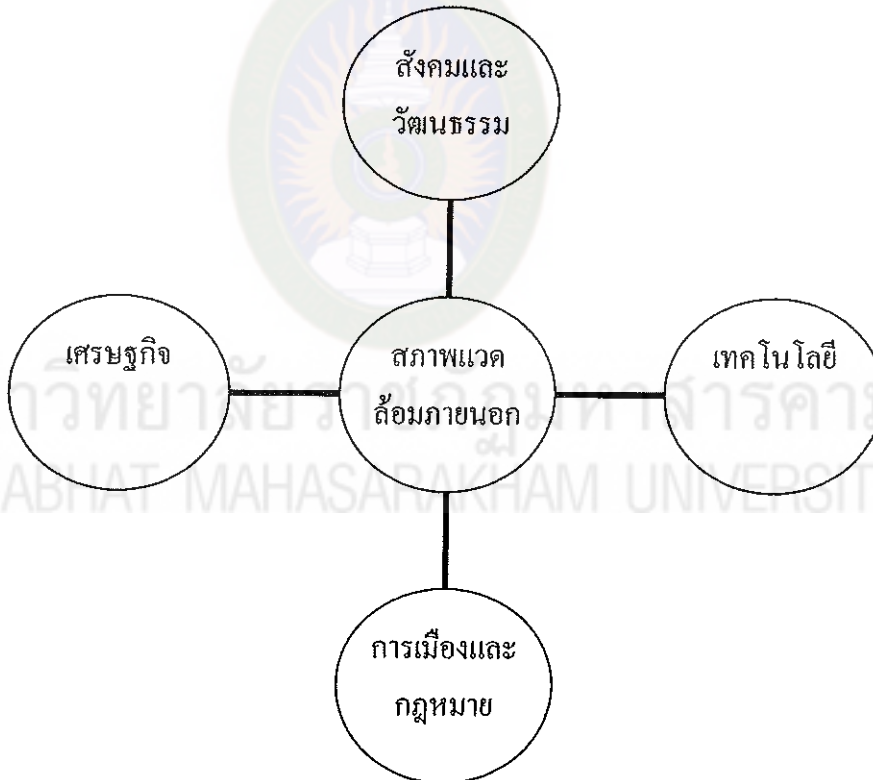 สังคมและ
วัฒนธรรม
เศรษฐกิจ
สภาพแวด
ล้อมภายนอก
เทคโนโลยี
าวิทยาลัยราชภัฏมหาสารคาม
ABHAT MAHASARAKHAM UNIVERSIT
การเมืองและ
กฎหมาย